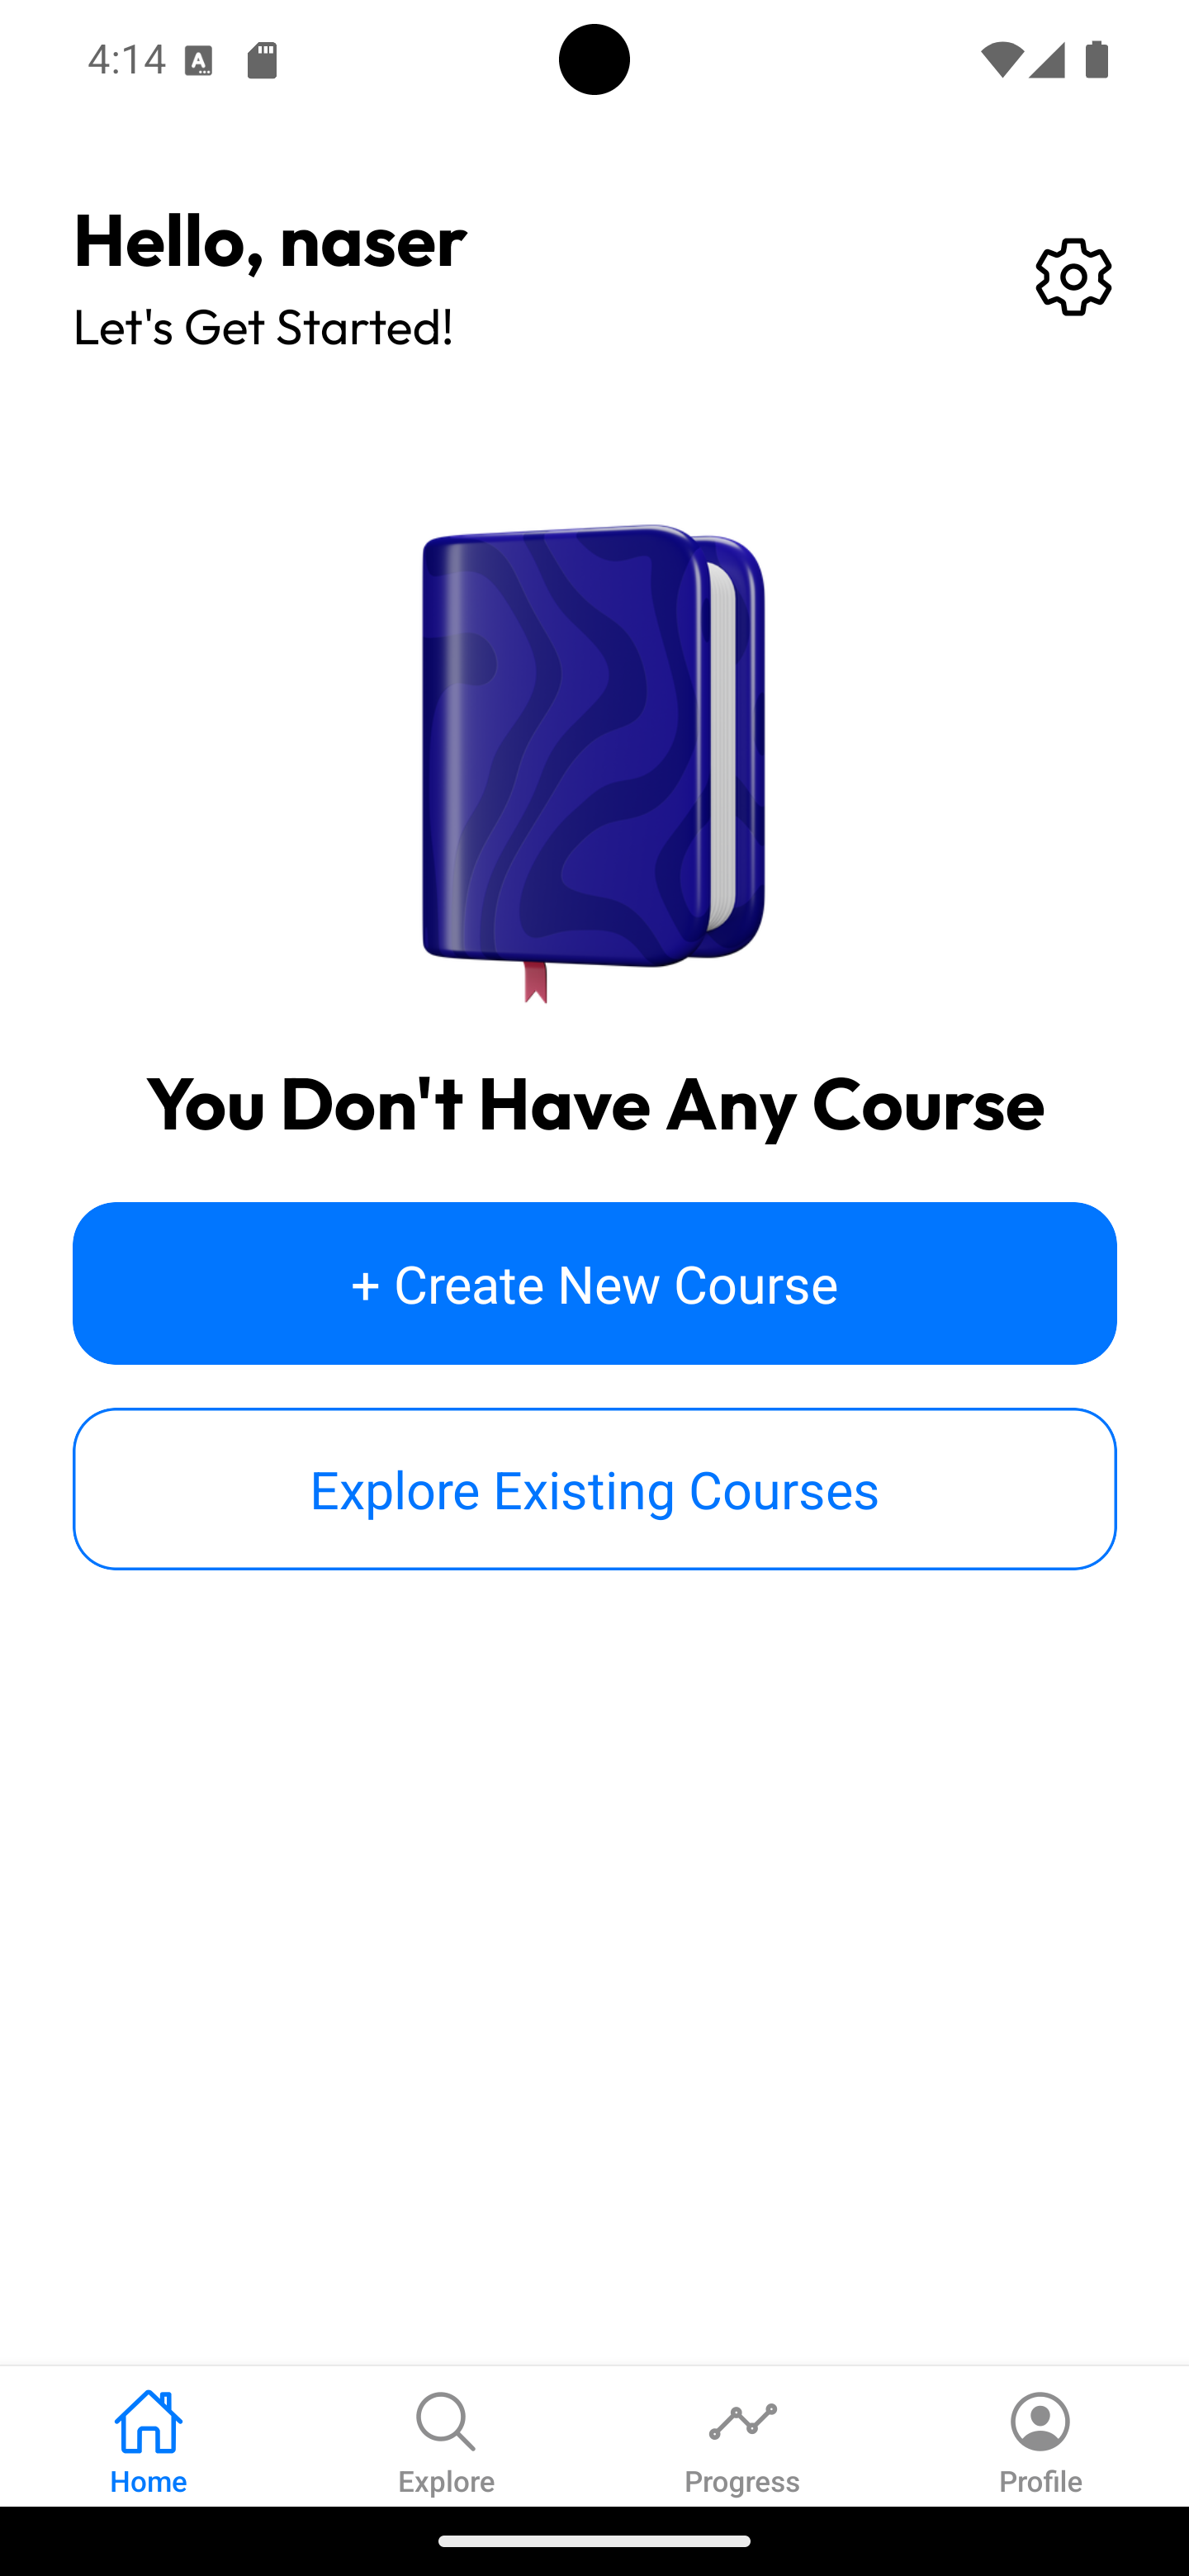 4:14
Hello, naser
Let's Get Started!
You Don't Have Any Course
+ Create New Course
Explore Existing Courses
Home
Explore
Progress
Profile